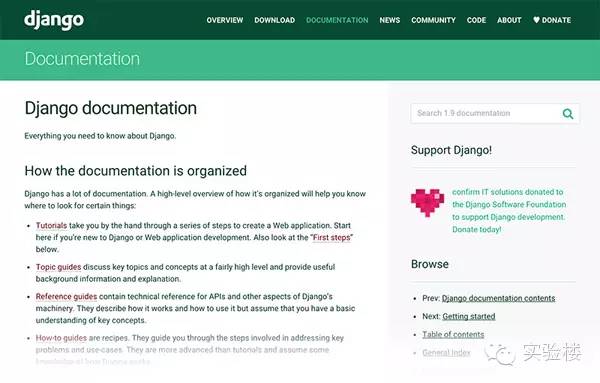 django
OVERVIEW DOWNLOAD DOCUMENTATION NEWS COMMUNITY CODE ABOUT ♥ DONATE
Documentation
Django documentation
Everything you need to know about Django.
How the documentation is organized
Django has a lot of documentation. A high-level overview of how it's organized will help you
know where to look for certain things:
• Tutorials take you by the hand through a series of steps to create a Web application. Start
here if you're new to Django or Web application development. Also look at the "First steps"
below.
• Topic guides discuss key topics and concepts at a fairly high level and provide useful
background information and explanation.
• Reference guides contain technical reference for APIs and other aspects of Django's
machinery. They describe how it works and how to use it but assume that you have a
basic understanding of key concepts.
• How-to guides are recipes. They guide you through the steps involved in addressing key
problems and use-cases. They are more advanced than tutorials and assume some
knowledge of how Django works.
Search 1.9 documentation
Support Django!
confirm IT solutions donated to
the Django Software Foundation
to support Django development.
Donate today!
Browse
• Prev: Django documentation contents
• Next: Getting started
• Table of contents
• General Index
实验楼